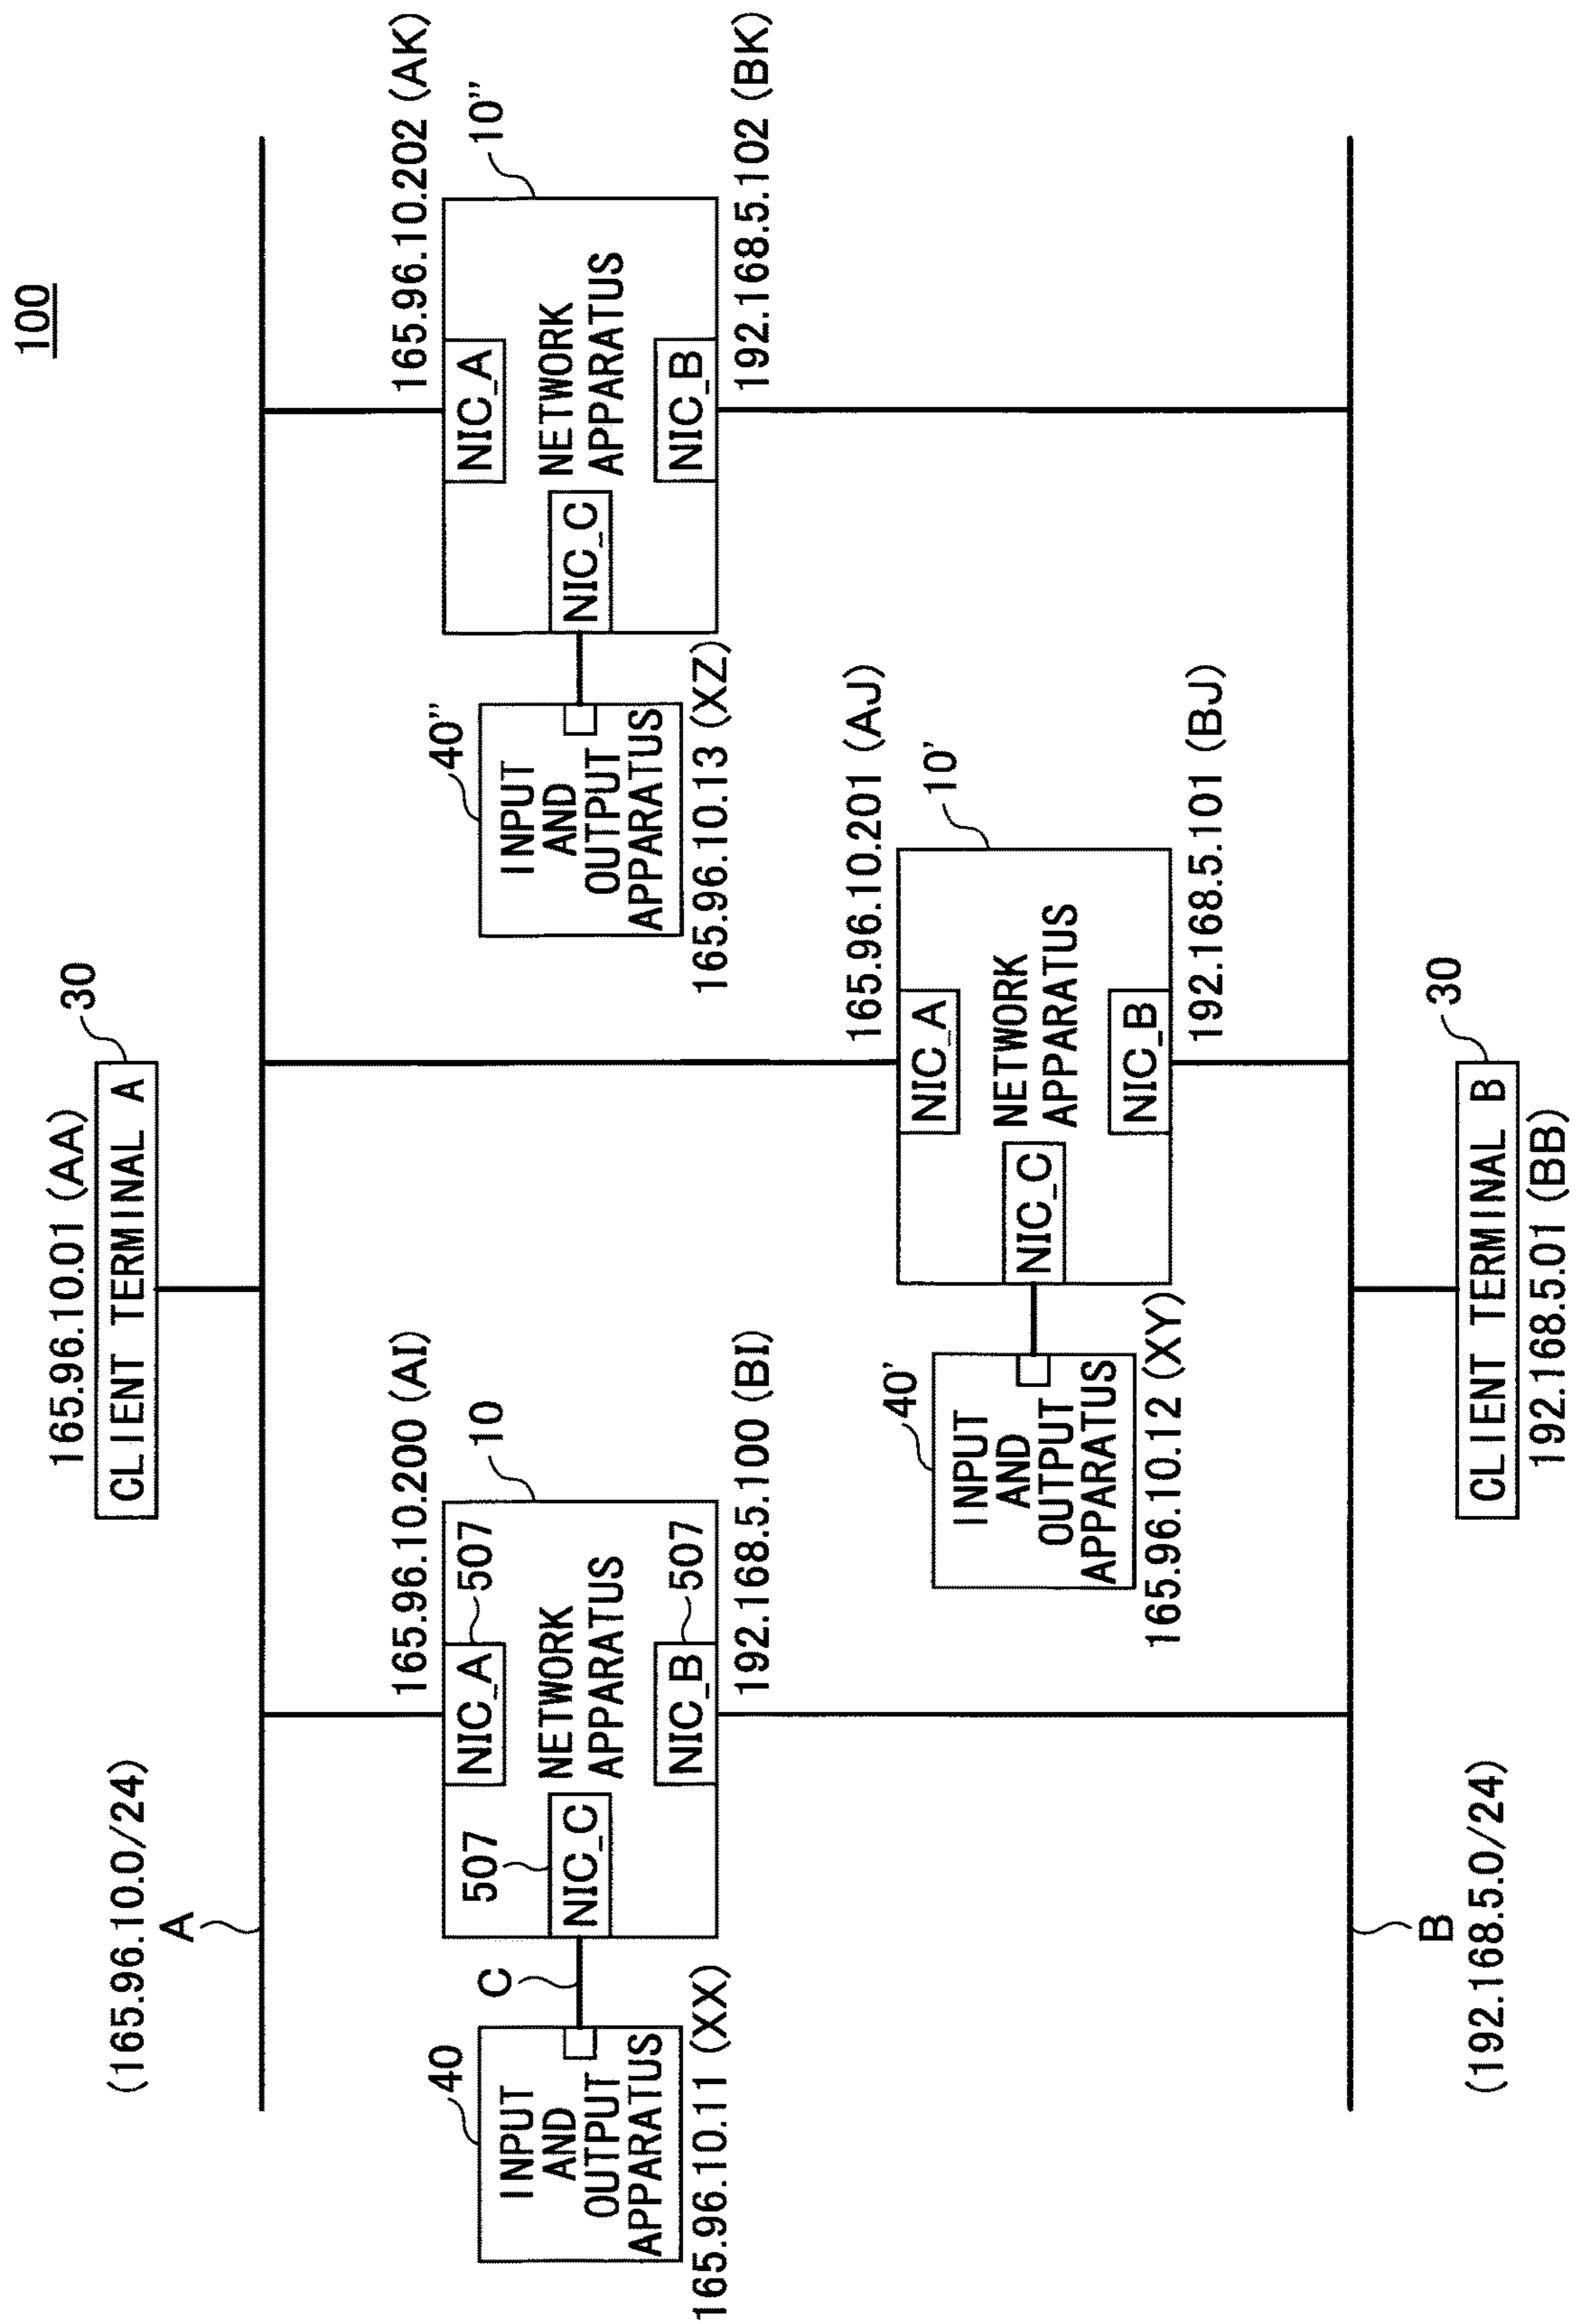 100
165.96.10.01 (AA)
30
CLIENT TERMINAL A
(165.96.10.0/24)
A
165.96.10.200 (AI)
10
507
NIC_A
507
NIC_C
NETWORK
APPARATUS
NIC_B
507
192.168.5.100 (BI)
C
40
INPUT
AND
OUTPUT
APPARATUS
165.96.10.11 (XX)
165.96.10.202 (AK)
10''
NIC_A
NIC_C
NETWORK
APPARATUS
NIC_B
192.168.5.102 (BK)
40''
INPUT
AND
OUTPUT
APPARATUS
165.96.10.13 (XZ)
165.96.10.201 (AJ)
10'
NIC_A
NIC_C
NETWORK
APPARATUS
NIC_B
192.168.5.101 (BJ)
40'
INPUT
AND
OUTPUT
APPARATUS
165.96.10.12 (XY)
B
(192.168.5.0/24)
30
CLIENT TERMINAL B
192.168.5.01 (BB)